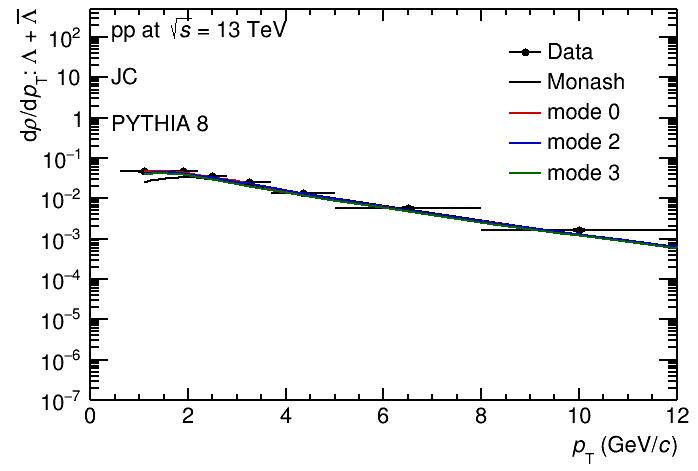 dρ/dp_T: Λ + Λ̅
pp at √s = 13 TeV
JC
PYTHIA 8
Data
Monash
mode 0
mode 2
mode 3
10²
10
1
10⁻¹
10⁻²
10⁻³
10⁻⁴
10⁻⁵
10⁻⁶
10⁻⁷
0 2 4 6 8 10 12
p_T (GeV/c)